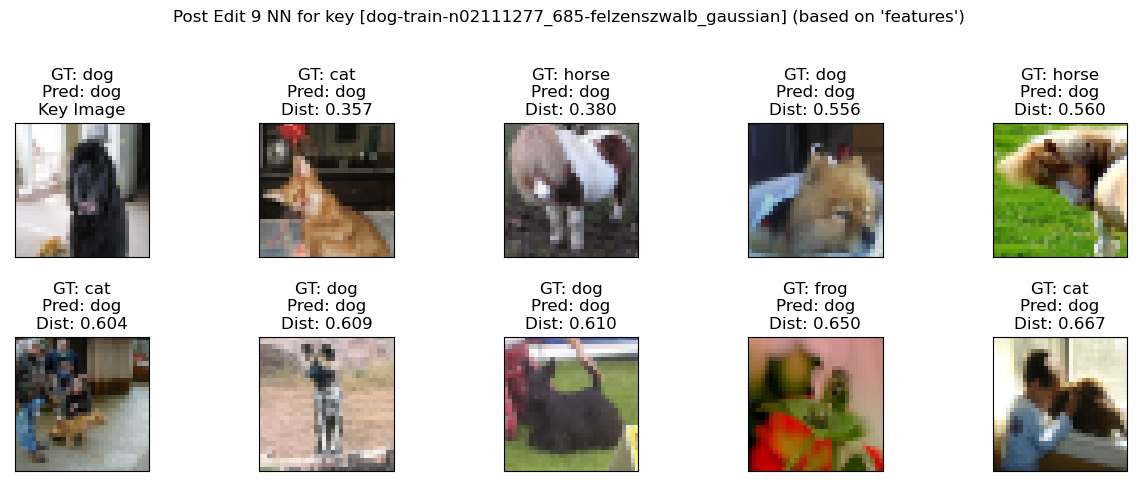 Post Edit 9 NN for key [dog-train-n02111277_685-felzenszwalb_gaussian] (based on 'features')
GT: dog
Pred: dog
Key Image
GT: cat
Pred: dog
Dist: 0.357
GT: horse
Pred: dog
Dist: 0.380
GT: dog
Pred: dog
Dist: 0.556
GT: horse
Pred: dog
Dist: 0.560
GT: cat
Pred: dog
Dist: 0.604
GT: dog
Pred: dog
Dist: 0.609
GT: dog
Pred: dog
Dist: 0.610
GT: frog
Pred: dog
Dist: 0.650
GT: cat
Pred: dog
Dist: 0.667